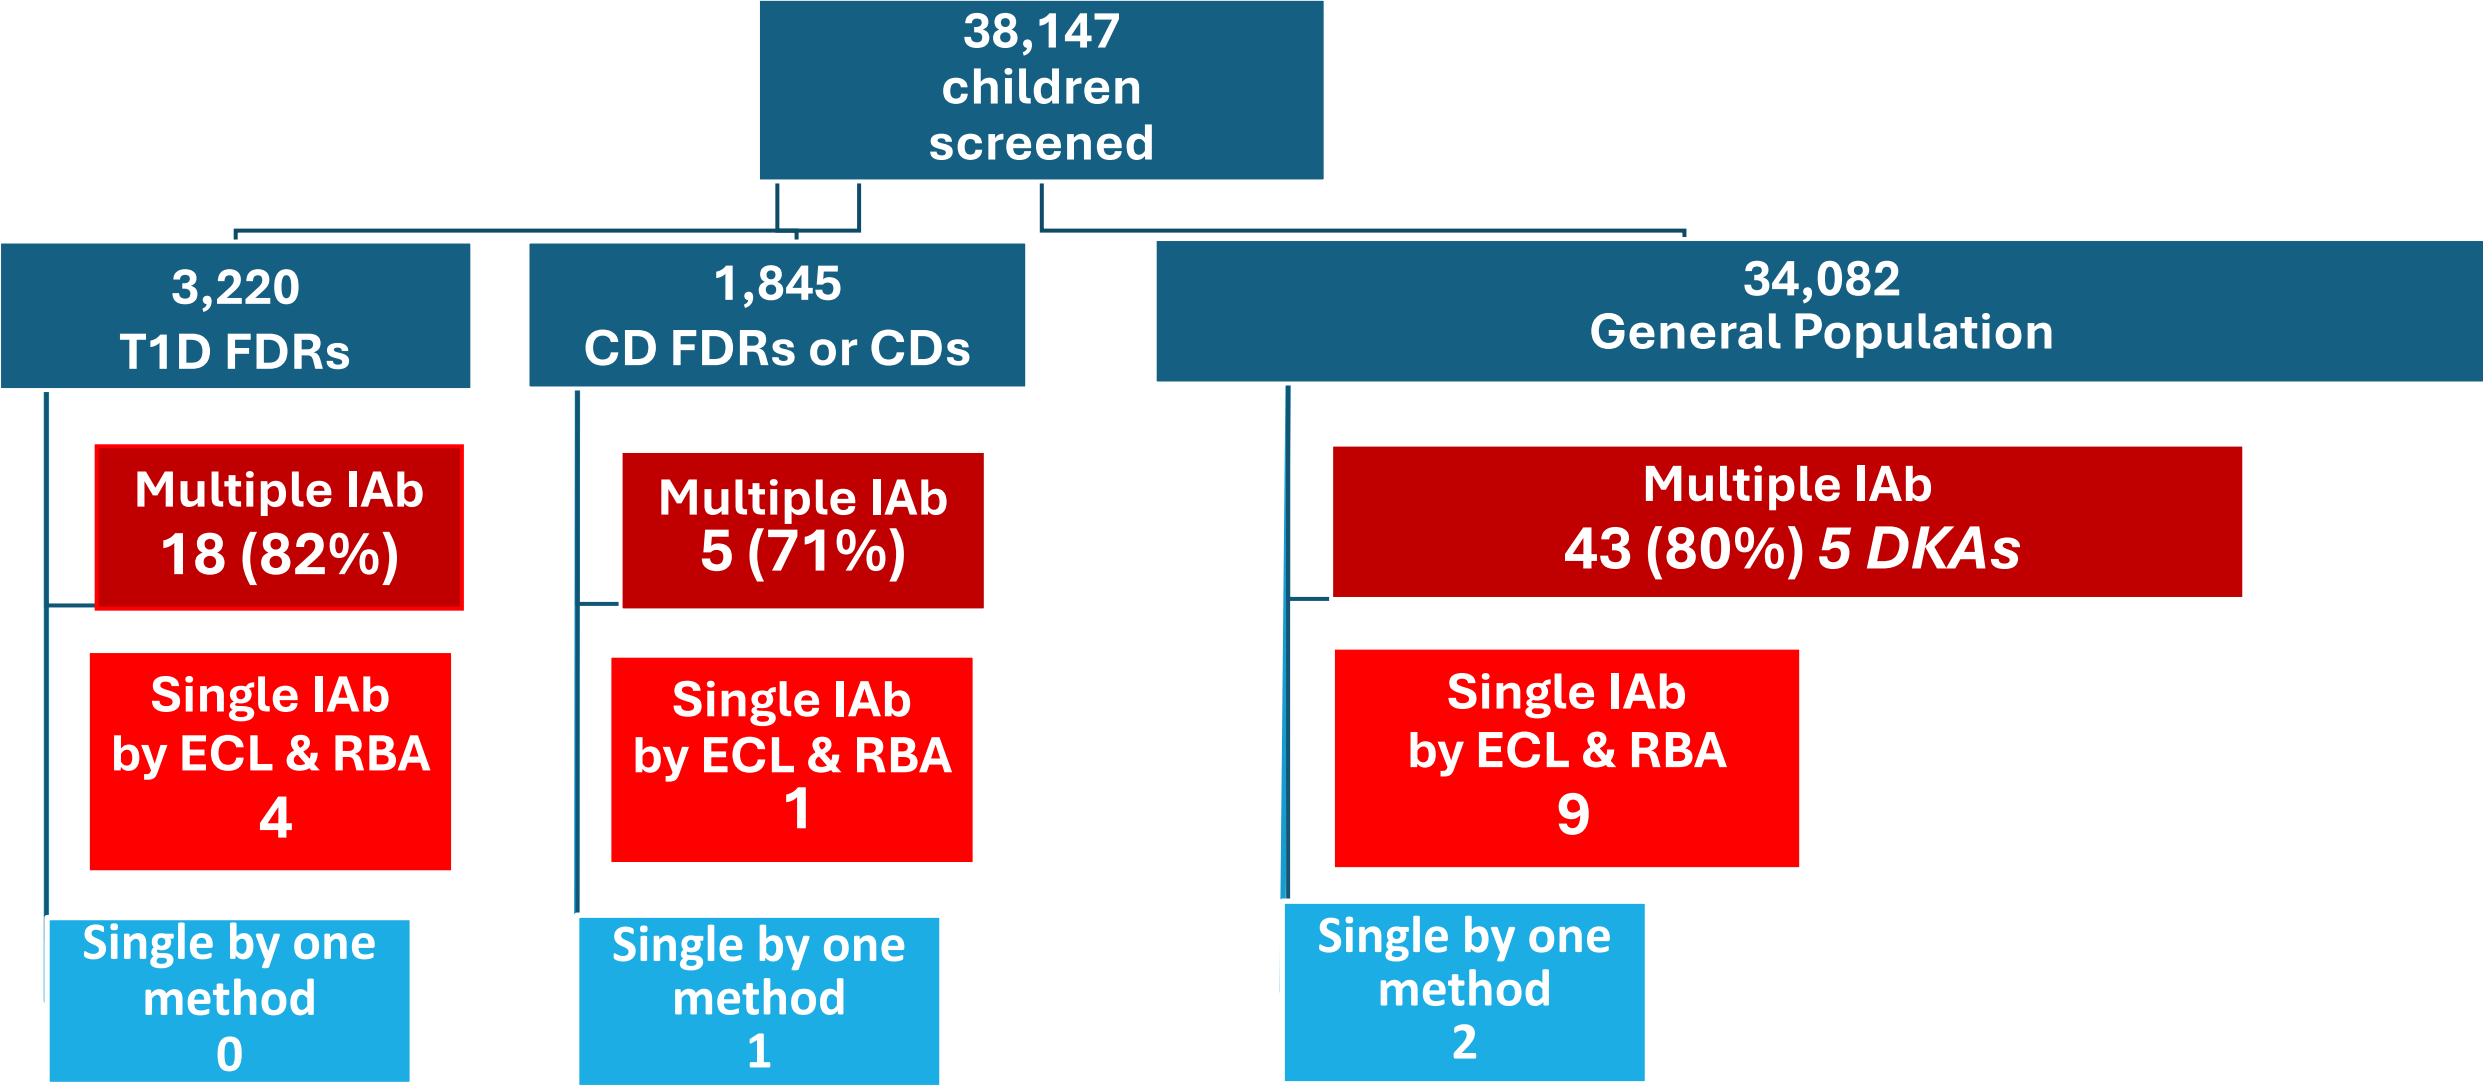 38,147
children
screened
3,220
T1D FDRs
1,845
CD FDRs or CDs
34,082
General Population
Multiple IAb
18 (82%)
Multiple IAb
5 (71%)
Multiple IAb
43 (80%) 5 DKAs
Single IAb
by ECL & RBA
4
Single IAb
by ECL & RBA
1
Single IAb
by ECL & RBA
9
Single by one
method
0
Single by one
method
1
Single by one
method
2